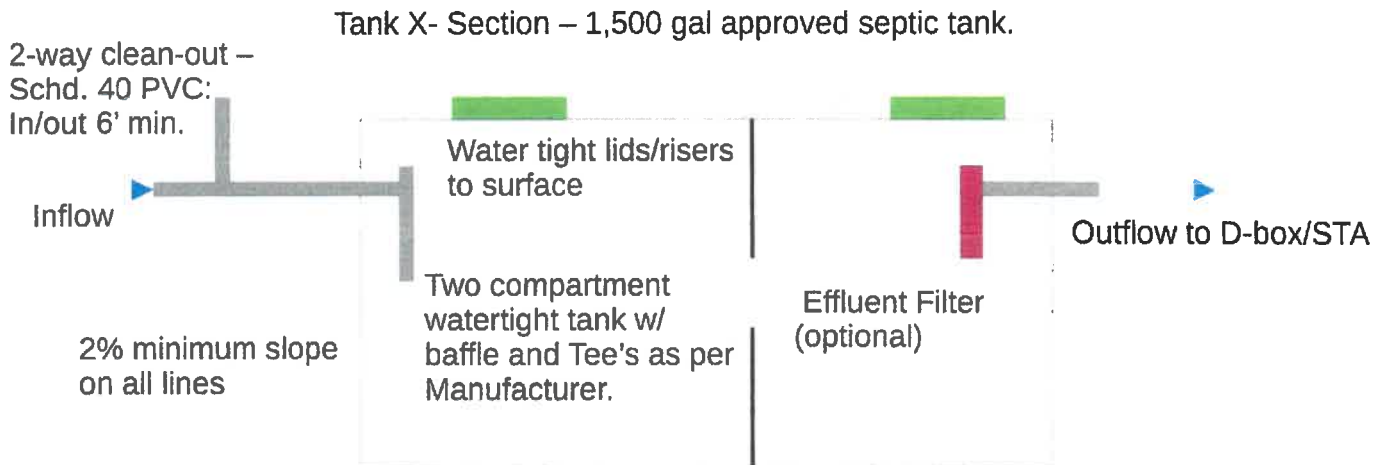 Tank X- Section – 1,500 gal approved septic tank.
2-way clean-out –
Schd. 40 PVC:
In/out 6' min.
Water tight lids/risers
to surface
Inflow
Outflow to D-box/STA
Two compartment
watertight tank w/
baffle and Tee's as per
Manufacturer.
Effluent Filter
(optional)
2% minimum slope
on all lines